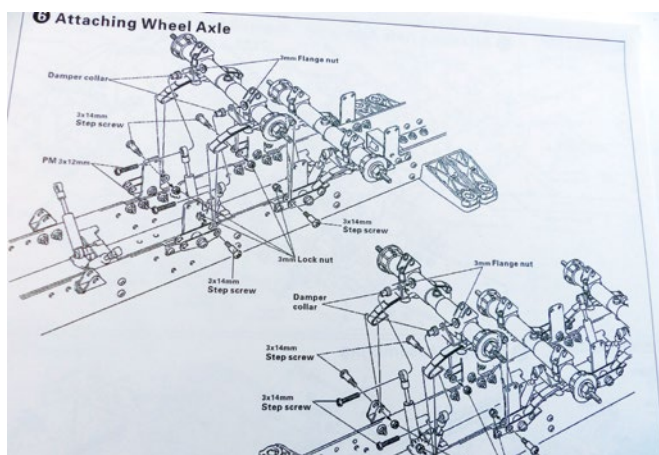 6 Attaching Wheel Axle
3mm Flange nut
Damper collar
3x14mm
Step screw
PM 3x12mm
3x14mm
Step screw
3mm Lock nut
3x14mm
Step screw
3mm Flange nut
Damper
collar
3x14mm
Step screw
3x14mm
Step screw